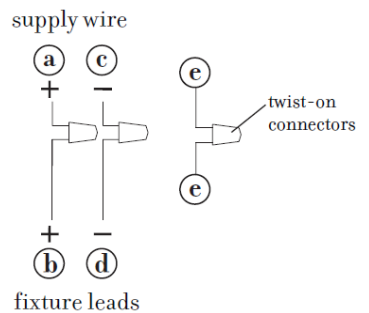 supply wire
a c
+ −
e
twist-on
connectors
e
+ −
b d
fixture leads